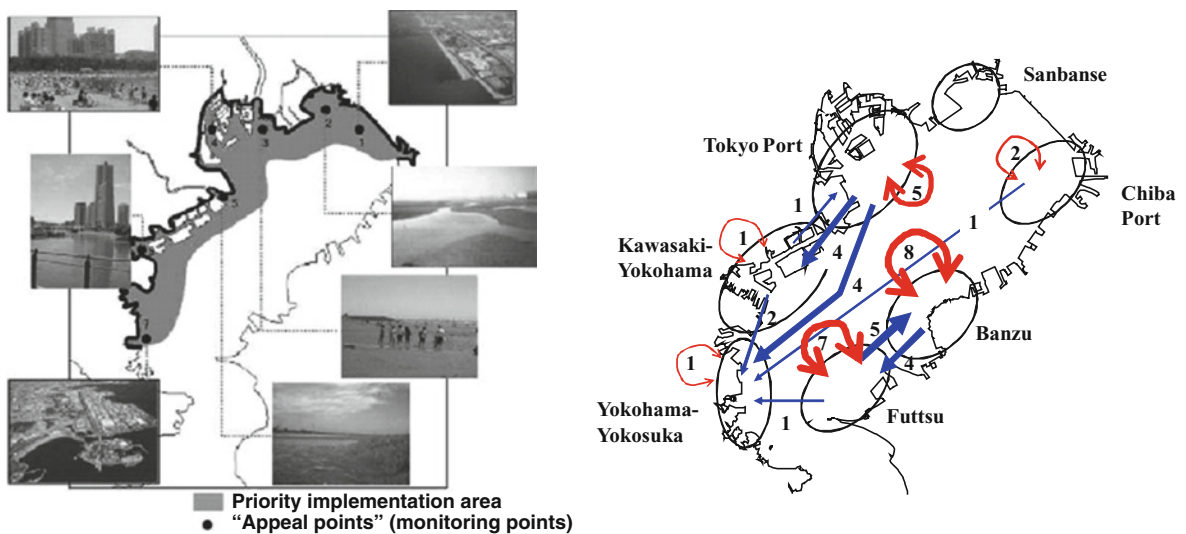 4
3
2
1
5
7
Priority implementation area
“Appeal points” (monitoring points)
Sanbanse
Tokyo Port
2
5
Chiba
Port
1
1
Kawasaki-
Yokohama
1
4
8
4
2
Banzu
7
5
4
1
Yokohama-
Yokosuka
1
Futtsu